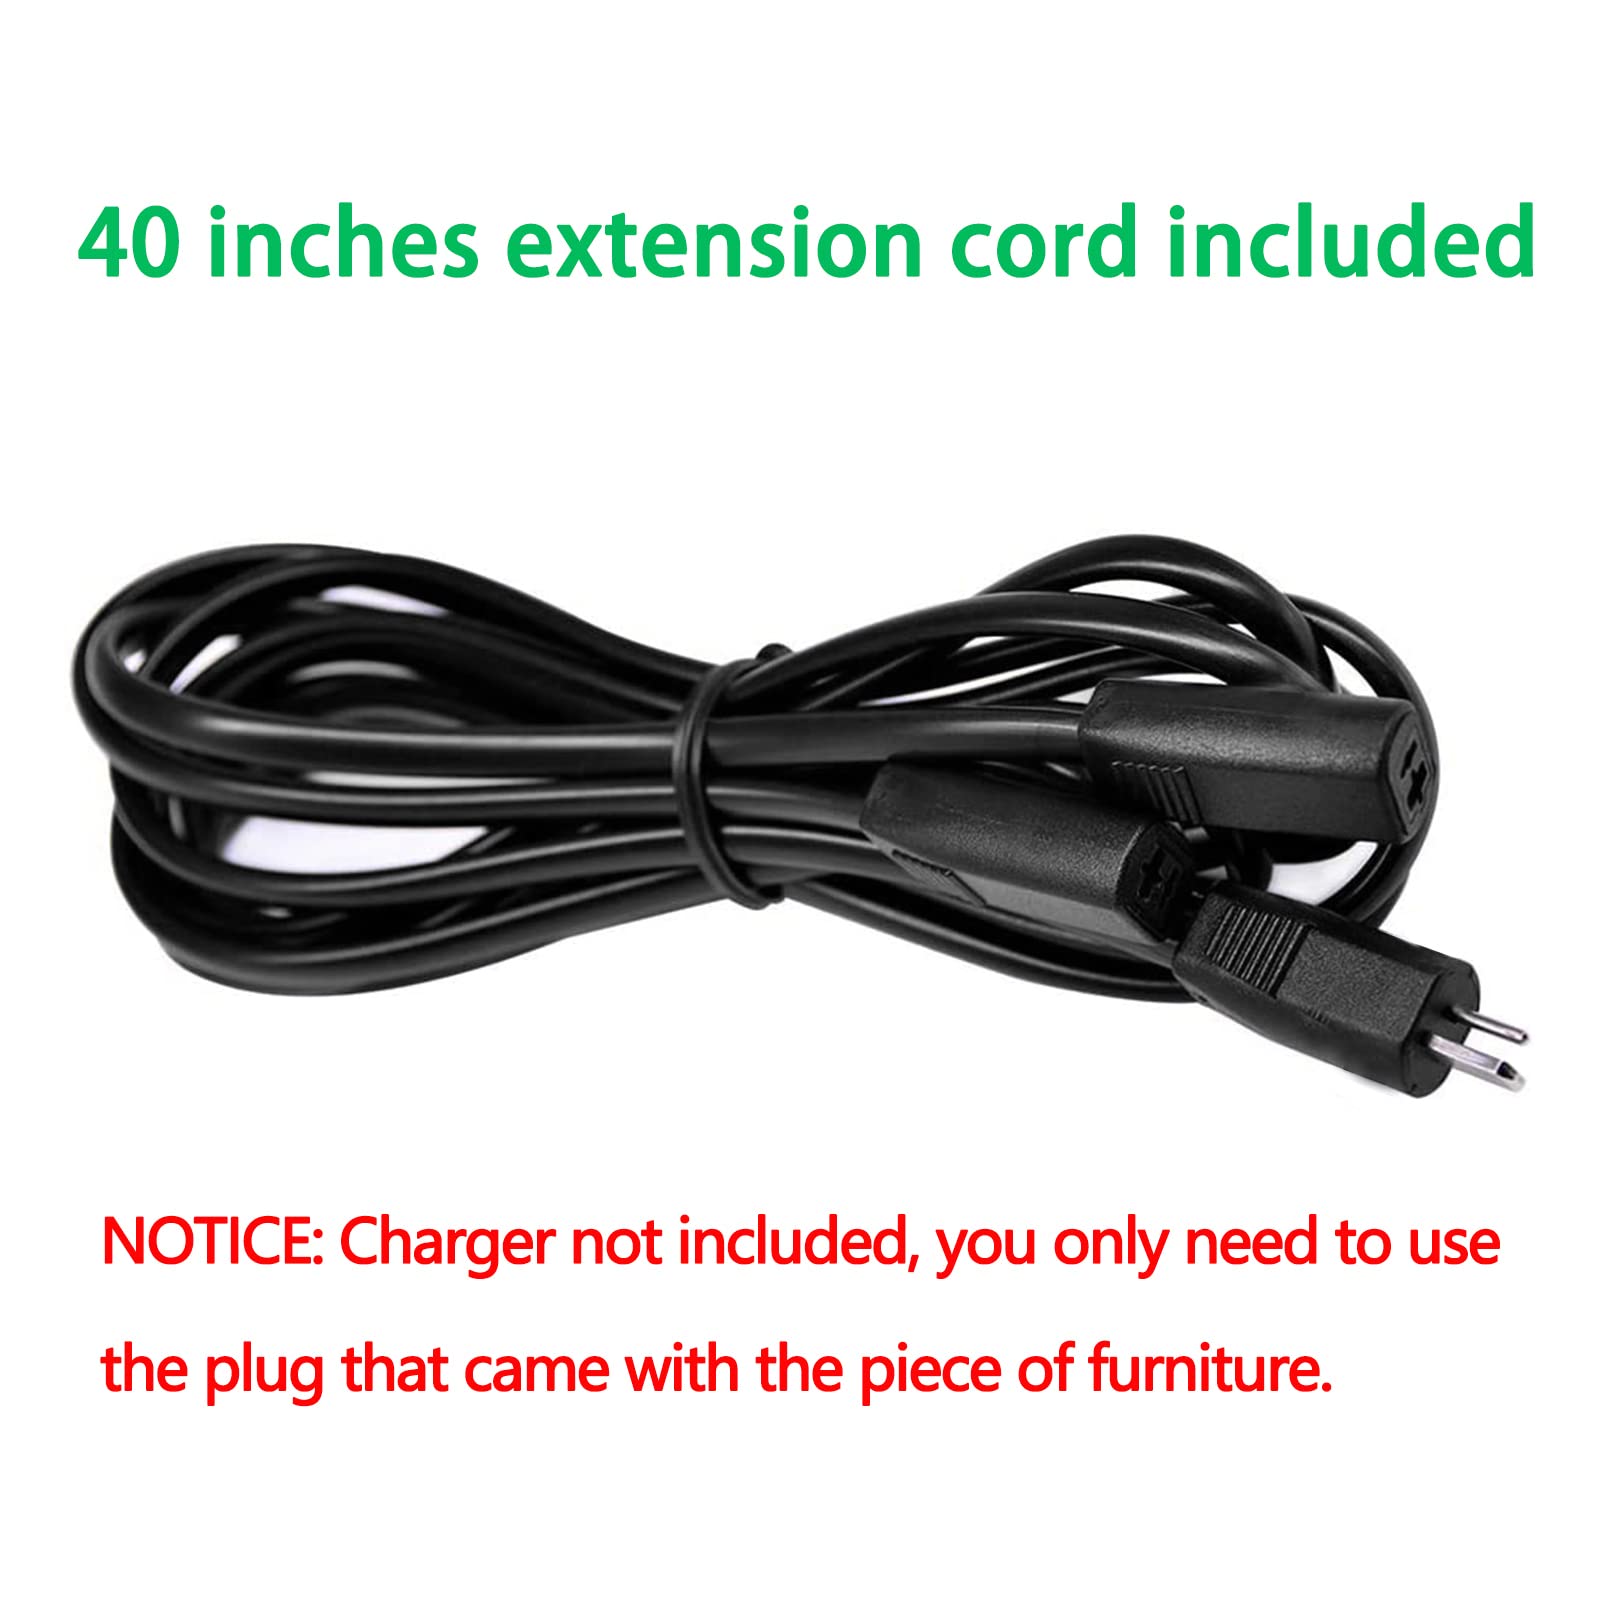 40 inches extension cord included
NOTICE: Charger not included, you only need to use
the plug that came with the piece of furniture.